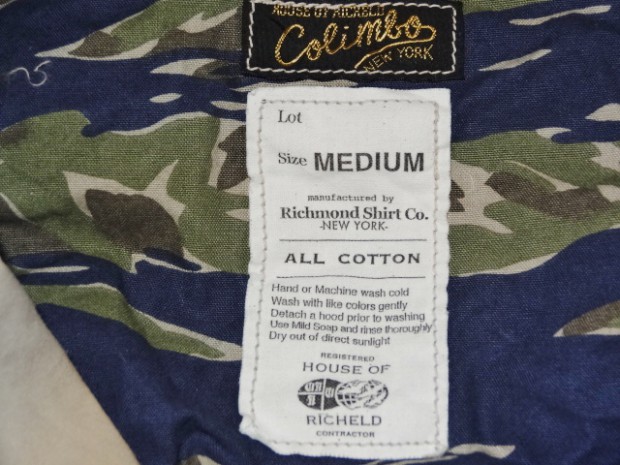 HOUSE OF RICHELD
Colimbo
NEW YORK
Lot
Size MEDIUM
manufactured by
Richmond Shirt Co.
-NEW YORK-
ALL COTTON
Hand or Machine wash cold
Wash with like colors gently
Detach a hood prior to washing
Use Mild Soap and rinse thoroughly
Dry out of direct sunlight
REGISTERED
HOUSE OF
RICHELD
CONTRACTOR